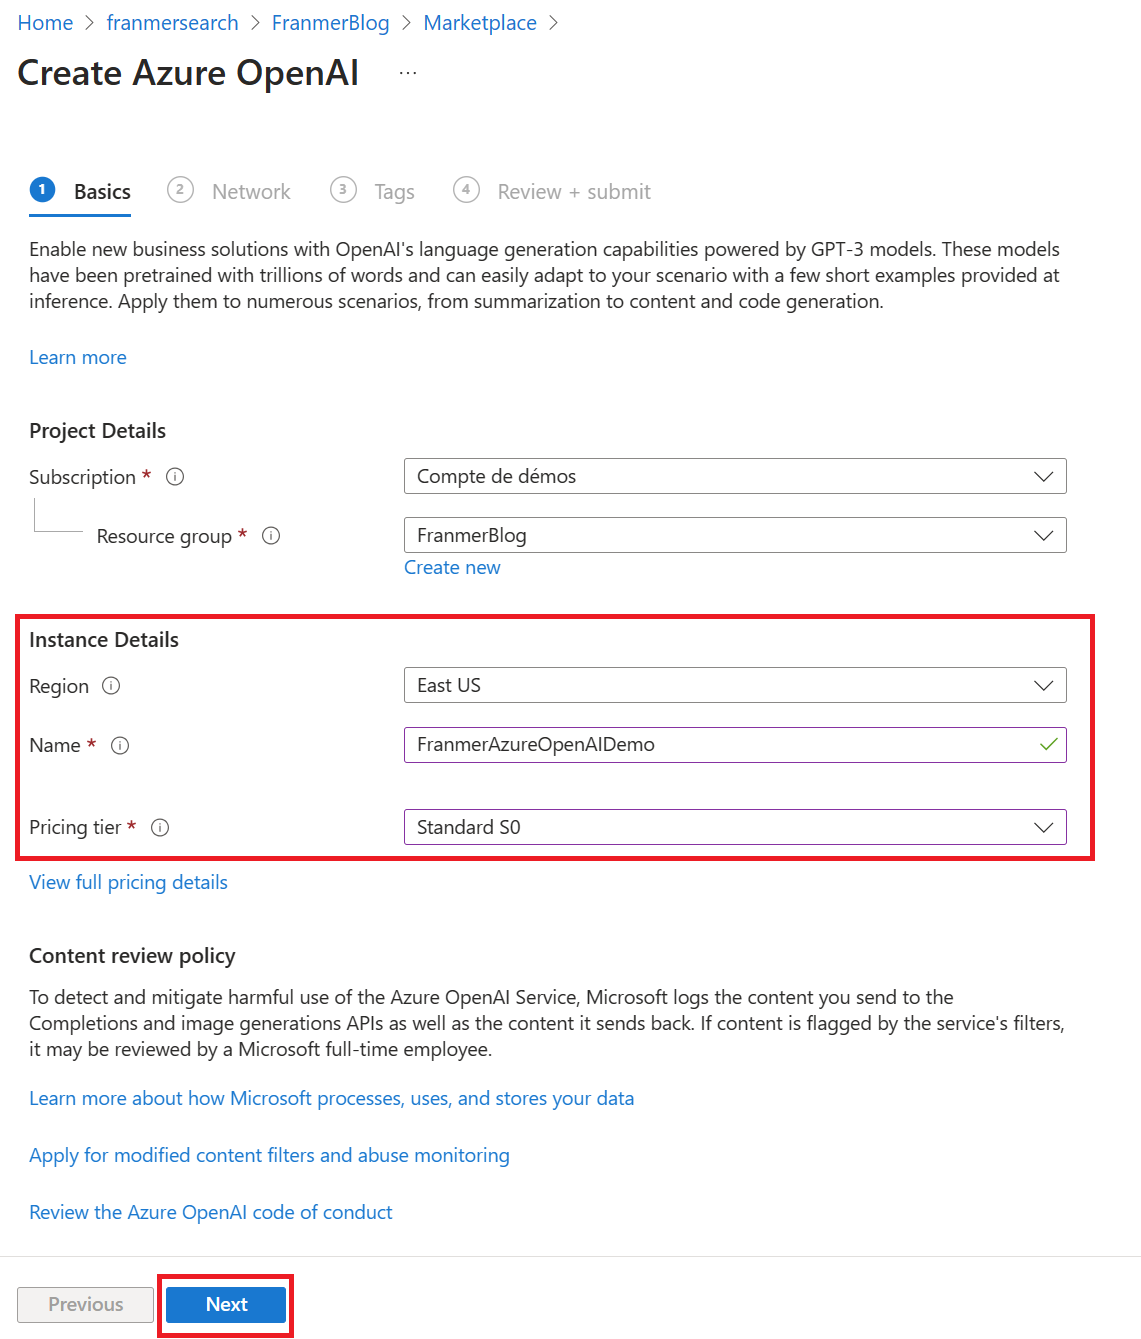 Home > franmersearch > FranmerBlog > Marketplace >
Create Azure OpenAI ...
1 Basics 2 Network 3 Tags 4 Review + submit
Enable new business solutions with OpenAI's language generation capabilities powered by GPT-3 models. These models
have been pretrained with trillions of words and can easily adapt to your scenario with a few short examples provided at
inference. Apply them to numerous scenarios, from summarization to content and code generation.
Learn more
Project Details
Subscription * Compte de démos
Resource group * FranmerBlog
Create new
Instance Details
Region East US
Name * FranmerAzureOpenAIDemo
Pricing tier * Standard S0
View full pricing details
Content review policy
To detect and mitigate harmful use of the Azure OpenAI Service, Microsoft logs the content you send to the
Completions and image generations APIs as well as the content it sends back. If content is flagged by the service's filters,
it may be reviewed by a Microsoft full-time employee.
Learn more about how Microsoft processes, uses, and stores your data
Apply for modified content filters and abuse monitoring
Review the Azure OpenAI code of conduct
Previous Next